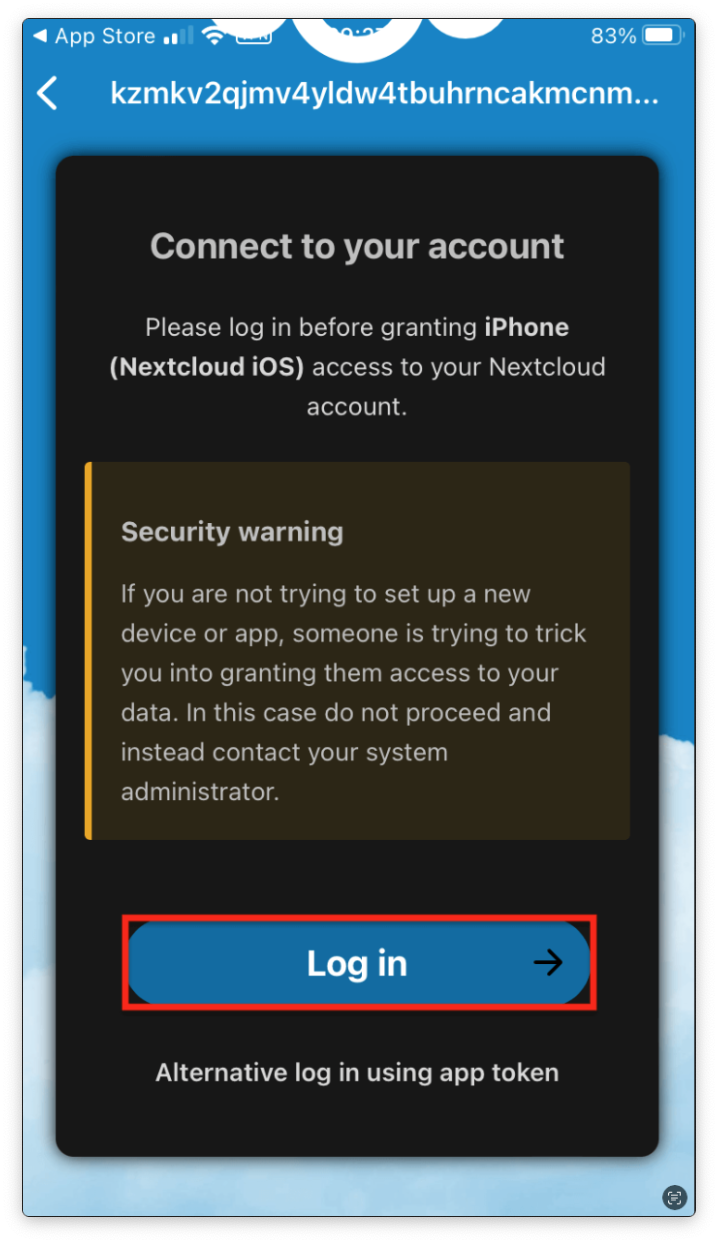 ◀ App Store 83%
kzmkv2qjmv4yldw4tbuhrncakmcnm...
Connect to your account
Please log in before granting iPhone
(Nextcloud iOS) access to your Nextcloud
account.
Security warning
If you are not trying to set up a new
device or app, someone is trying to trick
you into granting them access to your
data. In this case do not proceed and
instead contact your system
administrator.
Log in →
Alternative log in using app token